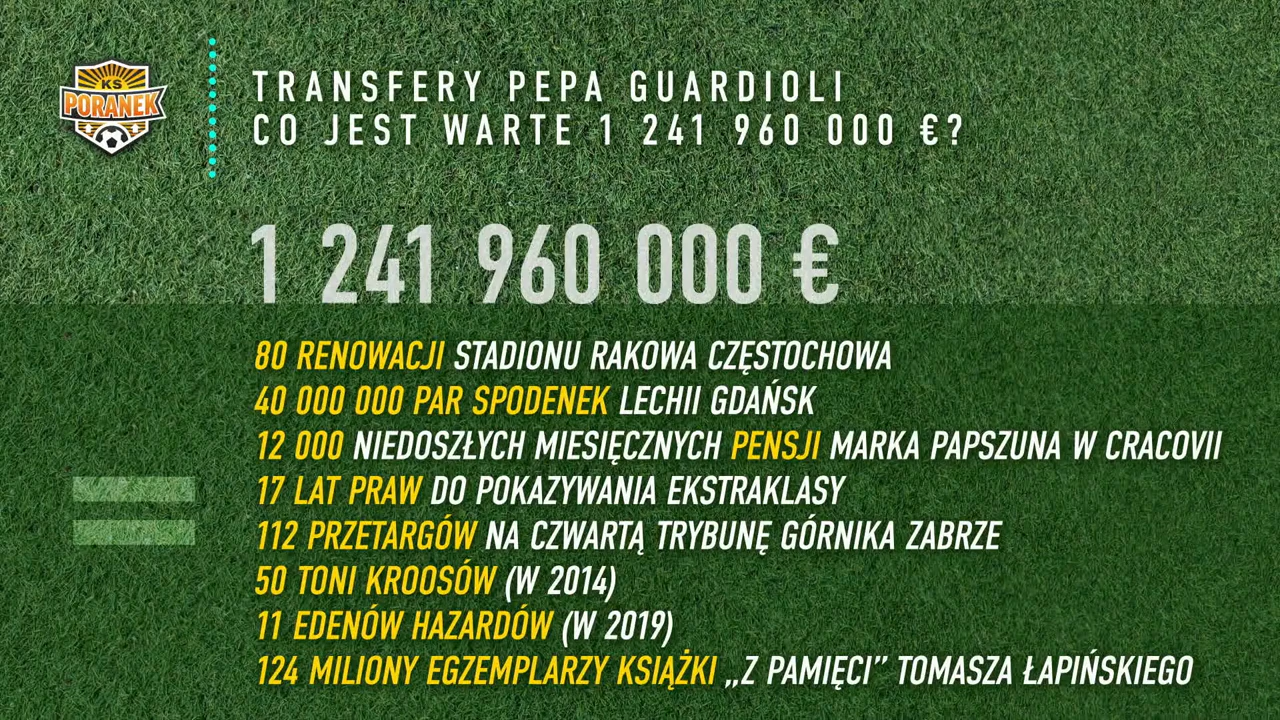 KS
PORANEK
TRANSFERY PEPA GUARDIOLI
CO JEST WARTE 1 241 960 000 €?
1 241 960 000 €
80 RENOWACJI STADIONU RAKOWA CZĘSTOCHOWA
40 000 000 PAR SPODENEK LECHII GDAŃSK
12 000 NIEDOSZŁYCH MIESIĘCZNYCH PENSJI MARKA PAPSZUNA W CRACOVII
17 LAT PRAW DO POKAZYWANIA EKSTRAKLASY
112 PRZETARGÓW NA CZWARTĄ TRYBUNĘ GÓRNIKA ZABRZE
50 TONI KROOSÓW (W 2014)
11 EDENÓW HAZARDÓW (W 2019)
124 MILIONY EGZEMPLARZY KSIĄŻKI „Z PAMIĘCI” TOMASZA ŁAPIŃSKIEGO